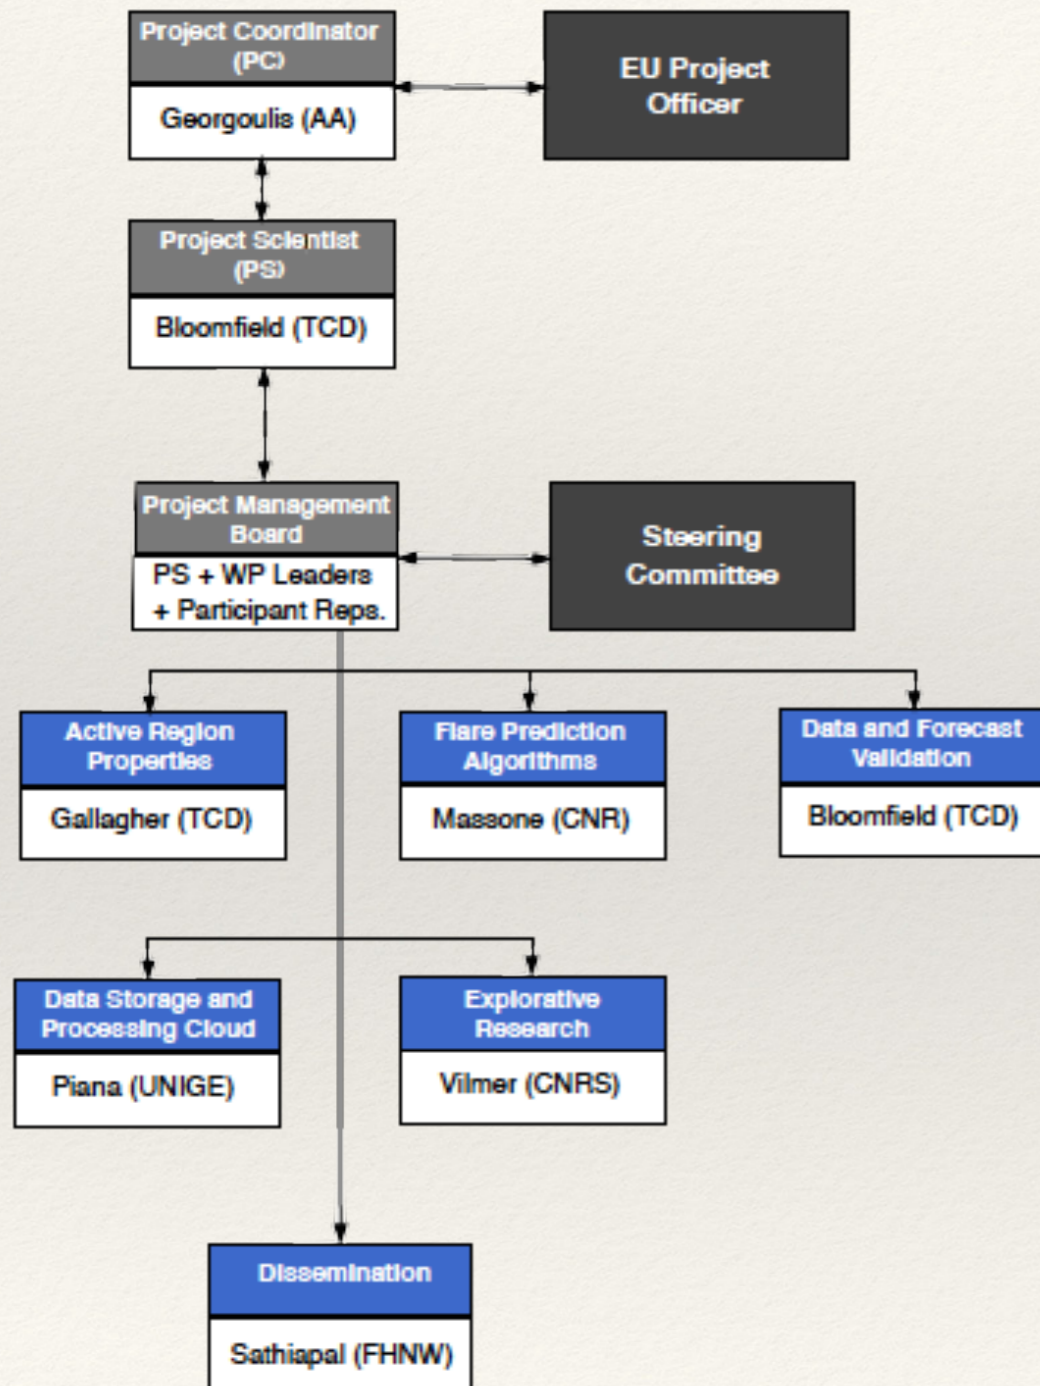 Project Coordinator
(PC)
Georgoulis (AA)
EU Project
Officer
Project Scientist
(PS)
Bloomfield (TCD)
Project Management
Board
PS + WP Leaders
+ Participant Reps.
Steering
Committee
Active Region
Properties
Gallagher (TCD)
Flare Prediction
Algorithms
Massone (CNR)
Data and Forecast
Validation
Bloomfield (TCD)
Data Storage and
Processing Cloud
Piana (UNIGE)
Explorative
Research
Vilmer (CNRS)
Dissemination
Sathiapal (FHNW)